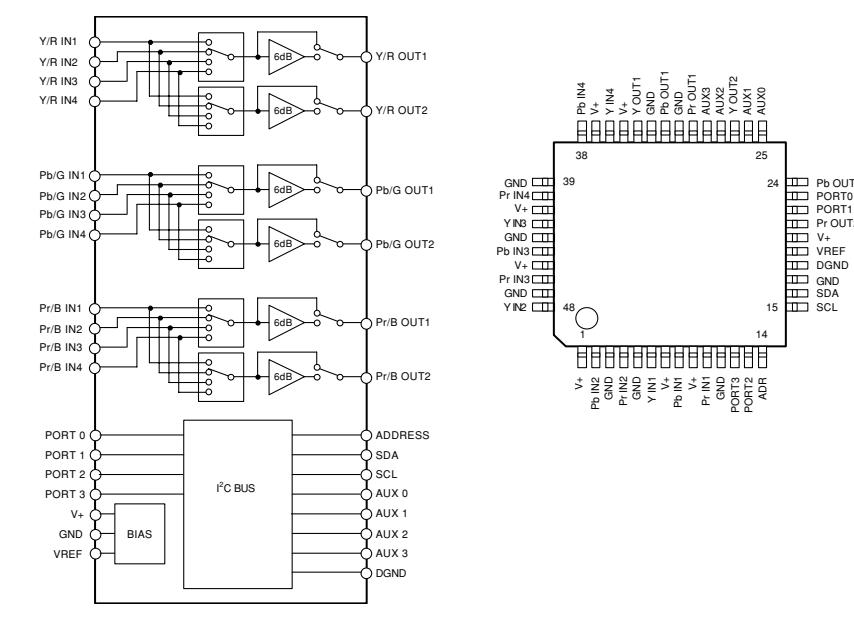 Y/R IN1
Y/R IN2
Y/R IN3
Y/R IN4
6dB
Y/R OUT1
6dB
Y/R OUT2
Pb/G IN1
Pb/G IN2
Pb/G IN3
Pb/G IN4
6dB
Pb/G OUT1
6dB
Pb/G OUT2
Pr/B IN1
Pr/B IN2
Pr/B IN3
Pr/B IN4
6dB
Pr/B OUT1
6dB
Pr/B OUT2
PORT 0
PORT 1
PORT 2
PORT 3
V+
GND
VREF
BIAS
I²C BUS
ADDRESS
SDA
SCL
AUX 0
AUX 1
AUX 2
AUX 3
DGND
Pb IN4
V+
Y IN4
V+
Y OUT1
GND
Pb OUT1
GND
Pr OUT1
AUX3
AUX2
Y OUT2
AUX1
AUX0
38
25
GND
Pr IN4
V+
Y IN3
GND
Pb IN3
V+
Pr IN3
GND
Y IN2
39
48
1
24
15
14
Pb OUT
PORT0
PORT1
Pr OUT
V+
VREF
DGND
GND
SDA
SCL
V+
Pb IN2
GND
Pr IN2
GND
Y IN1
V+
Pb IN1
V+
Pr IN1
GND
PORT3
PORT2
ADR